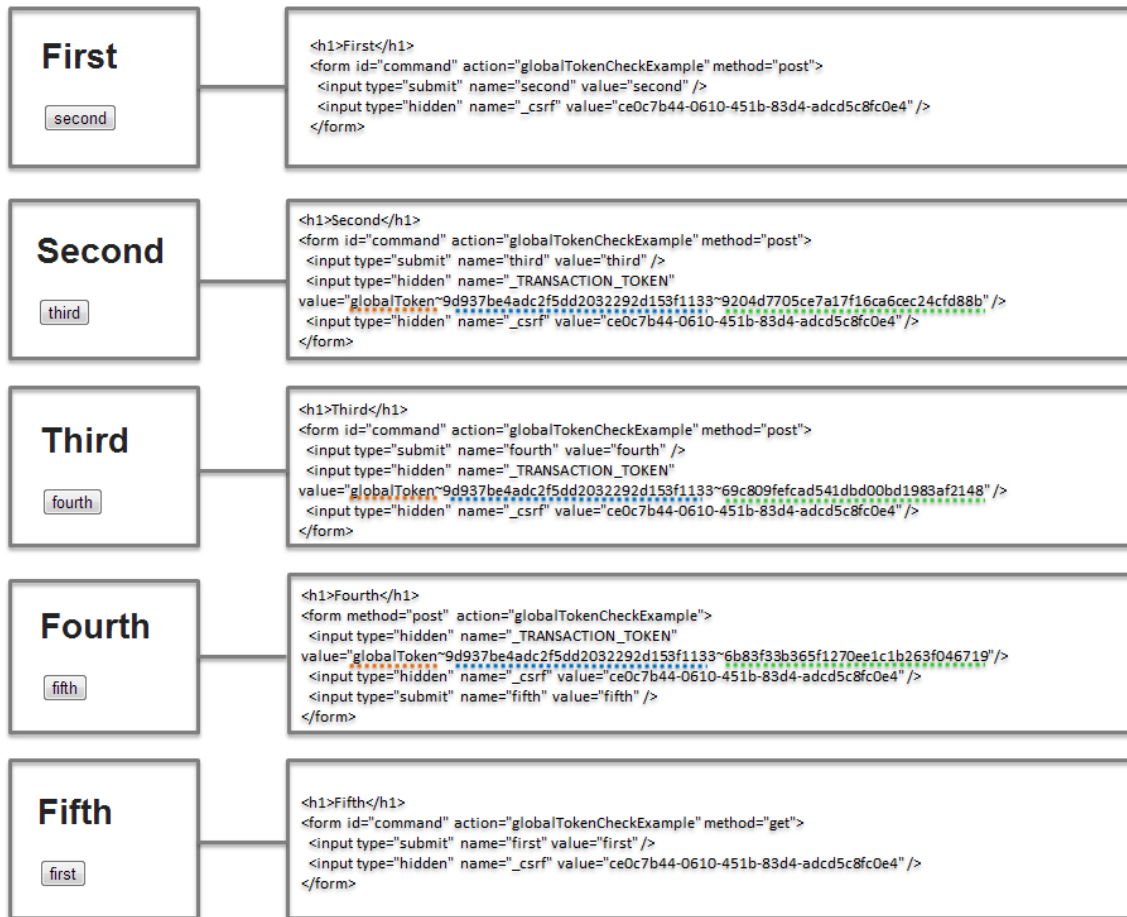 First
second
<h1>First</h1>
<form id="command" action="globalTokenCheckExample" method="post">
<input type="submit" name="second" value="second" />
<input type="hidden" name="_csrf" value="ce0c7b44-0610-451b-83d4-adcd5c8fc0e4" />
</form>
Second
third
<h1>Second</h1>
<form id="command" action="globalTokenCheckExample" method="post">
<input type="submit" name="third" value="third" />
<input type="hidden" name="_TRANSACTION_TOKEN"
value="globalToken~9d937be4adc2f5dd2032292d153f1133~9204d7705ce7a17f16ca6cec24cfd88b" />
<input type="hidden" name="_csrf" value="ce0c7b44-0610-451b-83d4-adcd5c8fc0e4" />
</form>
Third
fourth
<h1>Third</h1>
<form id="command" action="globalTokenCheckExample" method="post">
<input type="submit" name="fourth" value="fourth" />
<input type="hidden" name="_TRANSACTION_TOKEN"
value="globalToken~9d937be4adc2f5dd2032292d153f1133~69c809fefcad541dbd00bd1983af2148" />
<input type="hidden" name="_csrf" value="ce0c7b44-0610-451b-83d4-adcd5c8fc0e4" />
</form>
Fourth
fifth
<h1>Fourth</h1>
<form method="post" action="globalTokenCheckExample">
<input type="hidden" name="_TRANSACTION_TOKEN"
value="globalToken~9d937be4adc2f5dd2032292d153f1133~6b83f33b365f1270ee1c1b263f046719"/>
<input type="hidden" name="_csrf" value="ce0c7b44-0610-451b-83d4-adcd5c8fc0e4" />
<input type="submit" name="fifth" value="fifth" />
</form>
Fifth
first
<h1>Fifth</h1>
<form id="command" action="globalTokenCheckExample" method="get">
<input type="submit" name="first" value="first" />
<input type="hidden" name="_csrf" value="ce0c7b44-0610-451b-83d4-adcd5c8fc0e4" />
</form>